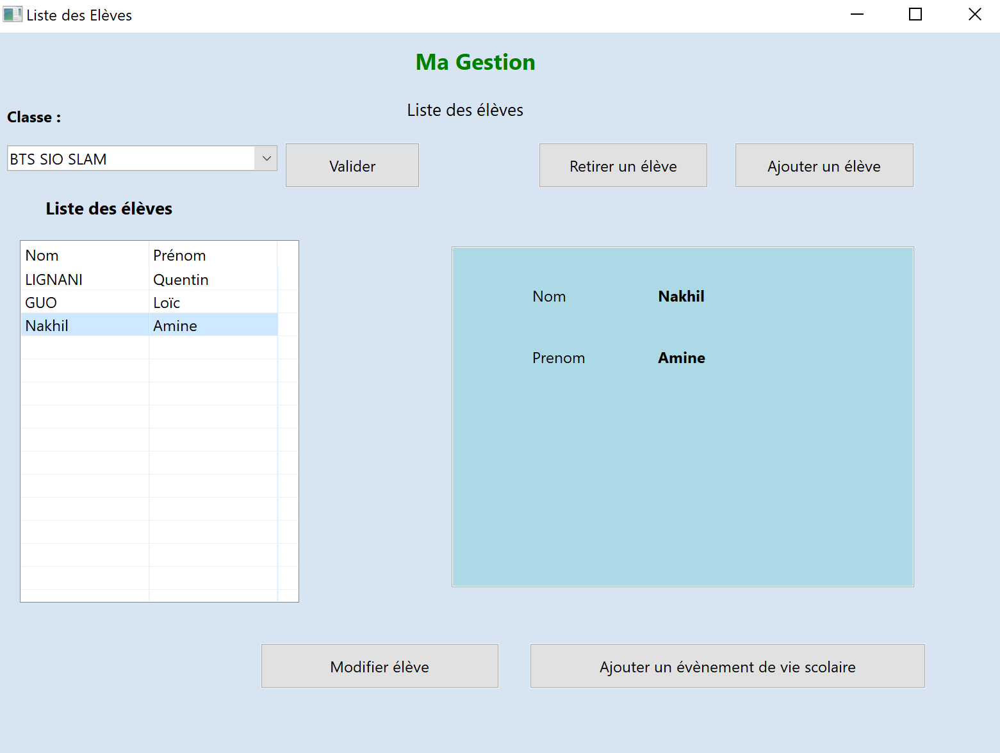 Liste des Elèves
Ma Gestion
Liste des élèves
Classe :
BTS SIO SLAM
Valider
Retirer un élève
Ajouter un élève
Liste des élèves
Nom Prénom
LIGNANI Quentin
GUO Loïc
Nakhil Amine
Nom Nakhil
Prenom Amine
Modifier élève
Ajouter un évènement de vie scolaire